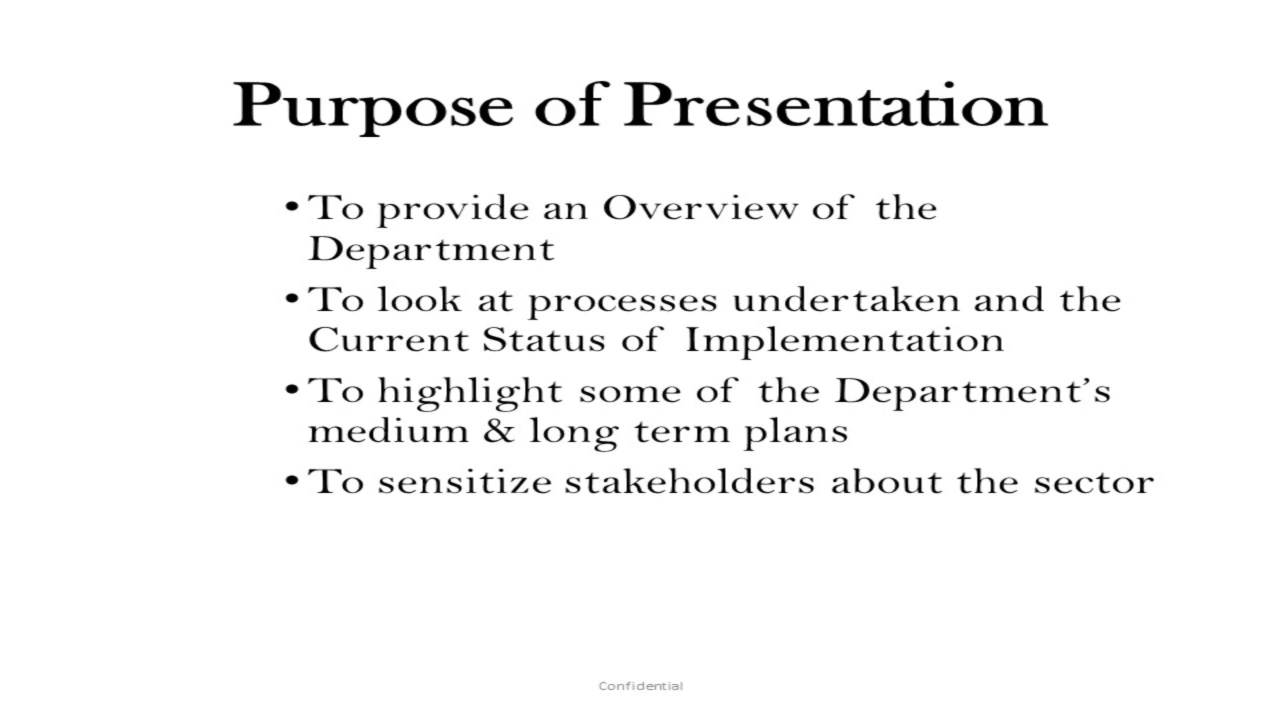 Purpose of Presentation
• To provide an Overview of the
Department
• To look at processes undertaken and the
Current Status of Implementation
• To highlight some of the Department’s
medium & long term plans
• To sensitize stakeholders about the sector
Confidential